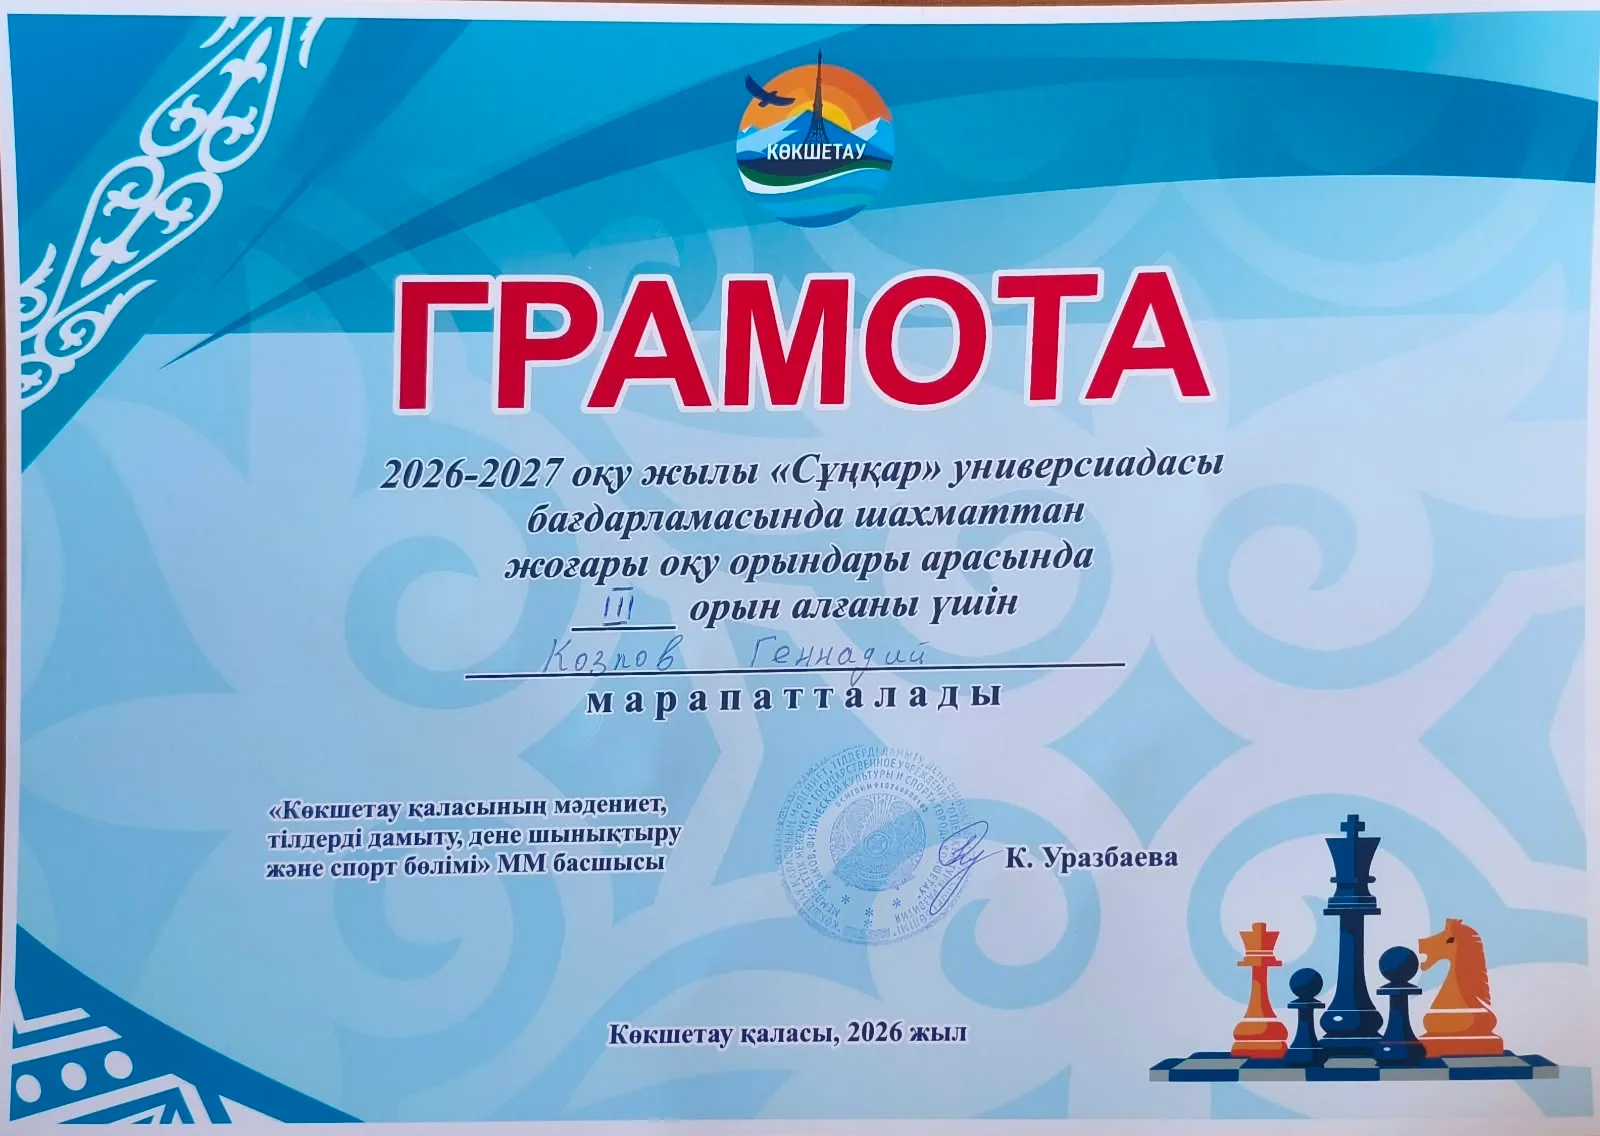 КӨКШЕТАУ
ГРАМОТА
2026-2027 оқу жылы «Сұңқар» универсиадасы
бағдарламасында шахматтан
жоғары оқу орындары арасында
III орын алғаны үшін
Козлов Геннадий
марапатталады
«Көкшетау қаласының мәдениет,
тілдерді дамыту, дене шынықтыру
және спорт бөлімі» ММ басшысы
К. Уразбаева
Көкшетау қаласы, 2026 жыл